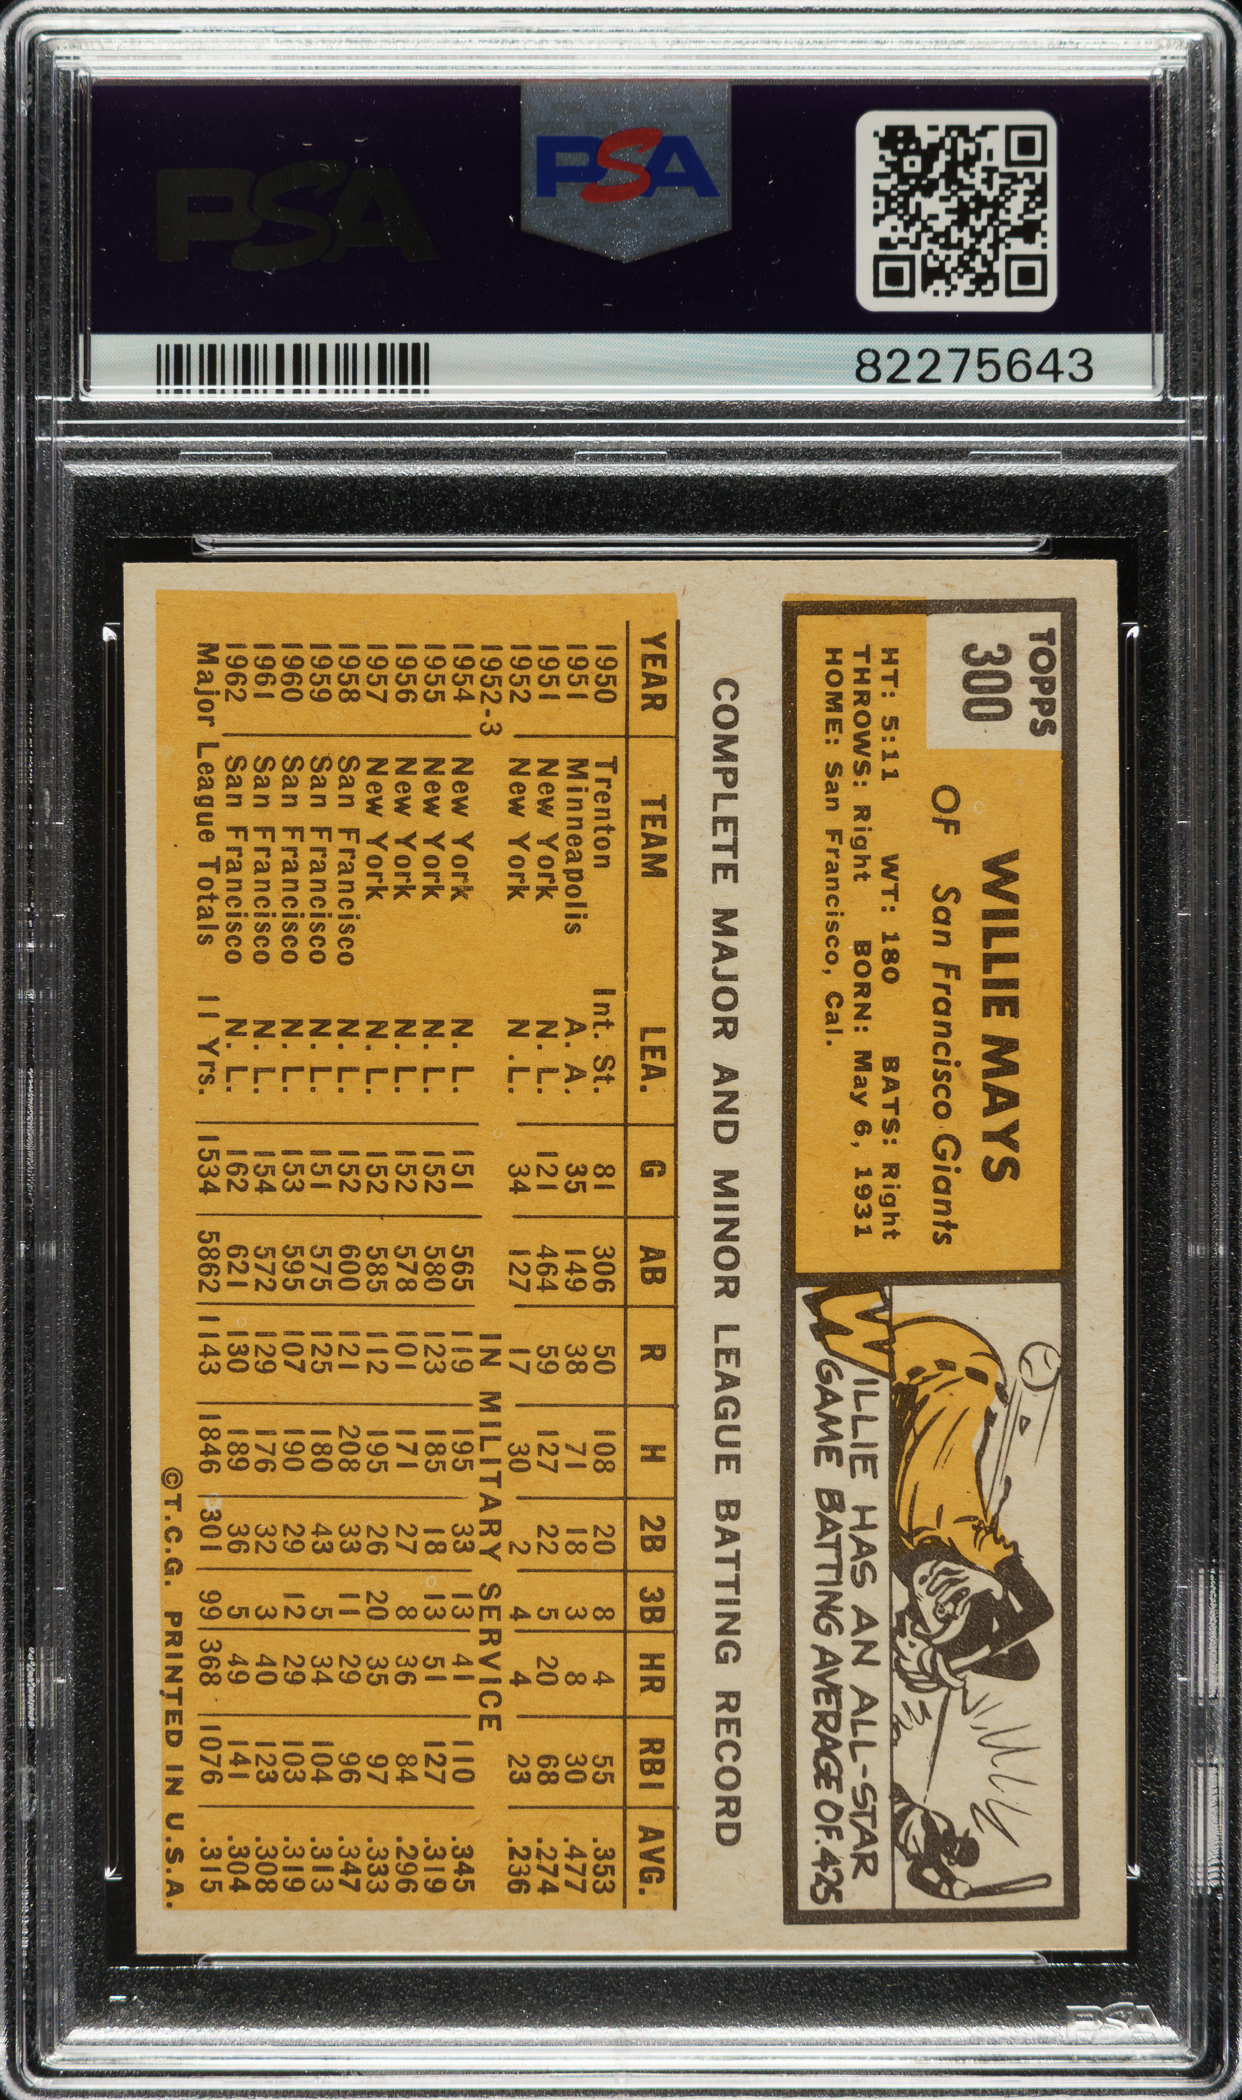 PSA
PSA
82275643
TOPPS
300
WILLIE MAYS
OF San Francisco Giants
HT: 5:11 WT: 180 BATS: Right
THROWS: Right BORN: May 6, 1931
HOME: San Francisco, Cal.
WILLIE HAS AN ALL-STAR
GAME BATTING AVERAGE OF .425
COMPLETE MAJOR AND MINOR LEAGUE BATTING RECORD
YEAR TEAM LEA. G AB R H 2B 3B HR RBI AVG.
1950 Trenton Int. St. 81 306 50 108 20 8 4 55 .353
1951 Minneapolis A. A. 35 149 38 71 18 3 8 30 .477
1951 New York N. L. 121 464 59 127 22 5 20 68 .274
1952 New York N. L. 34 127 17 30 2 4 4 23 .236
1952-3 IN MILITARY SERVICE
1954 New York N. L. 151 565 119 195 33 13 41 110 .345
1955 New York N. L. 152 580 123 185 18 13 51 127 .319
1956 New York N. L. 152 578 101 171 27 8 36 84 .296
1957 New York N. L. 152 585 112 195 26 20 35 97 .333
1958 San Francisco N. L. 152 600 121 208 33 11 29 96 .347
1959 San Francisco N. L. 151 575 125 180 43 5 34 104 .313
1960 San Francisco N. L. 153 595 107 190 29 12 29 103 .319
1961 San Francisco N. L. 154 572 129 176 32 3 40 123 .308
1962 San Francisco N. L. 162 621 130 189 36 5 49 141 .304
Major League Totals 11 Yrs. 1534 5862 1143 1846 301 99 368 1076 .315
©T.C.G. PRINTED IN U.S.A.
PSA